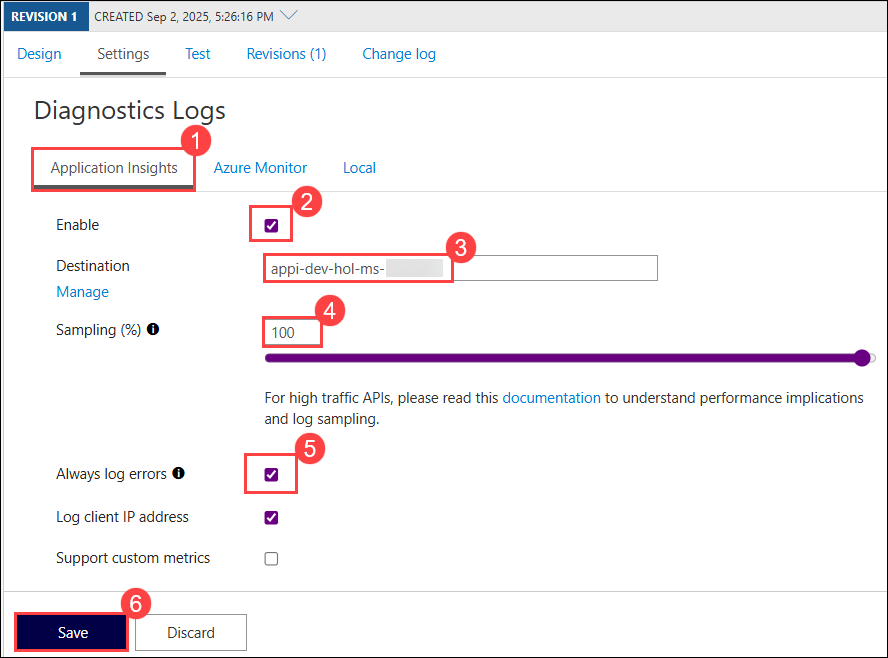 REVISION 1 CREATED Sep 2, 2025, 5:26:16 PM
Design Settings Test Revisions (1) Change log
Diagnostics Logs
1
Application Insights Azure Monitor Local
2
Enable
3
Destination
appi-dev-hol-ms-
Manage
4
Sampling (%)
100
For high traffic APIs, please read this documentation to understand performance implications
and log sampling.
5
Always log errors
Log client IP address
Support custom metrics
6
Save Discard